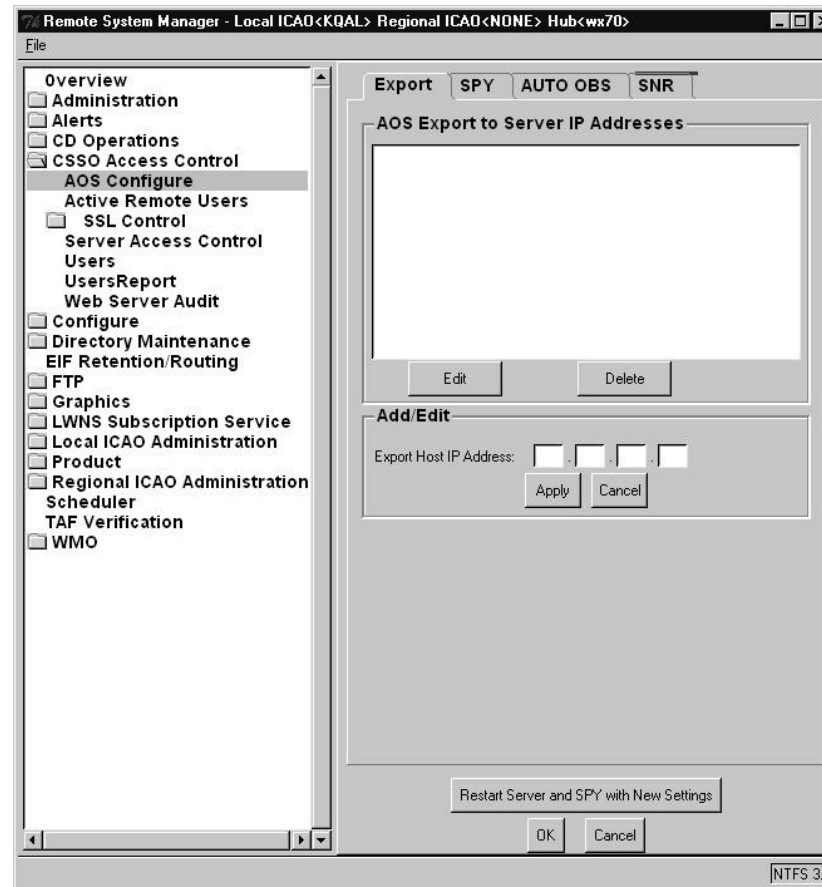 Remote System Manager - Local ICAO<KQAL> Regional ICAO<NONE> Hub<wx70>
File
Overview
Administration
Alerts
CD Operations
CSSO Access Control
AOS Configure
Active Remote Users
SSL Control
Server Access Control
Users
UsersReport
Web Server Audit
Configure
Directory Maintenance
EIF Retention/Routing
FTP
Graphics
LWNS Subscription Service
Local ICAO Administration
Product
Regional ICAO Administration
Scheduler
TAF Verification
WMO
Export SPY AUTO OBS SNR
AOS Export to Server IP Addresses
Edit Delete
Add/Edit
Export Host IP Address: . . .
Apply Cancel
Restart Server and SPY with New Settings
OK Cancel
NTFS 3.